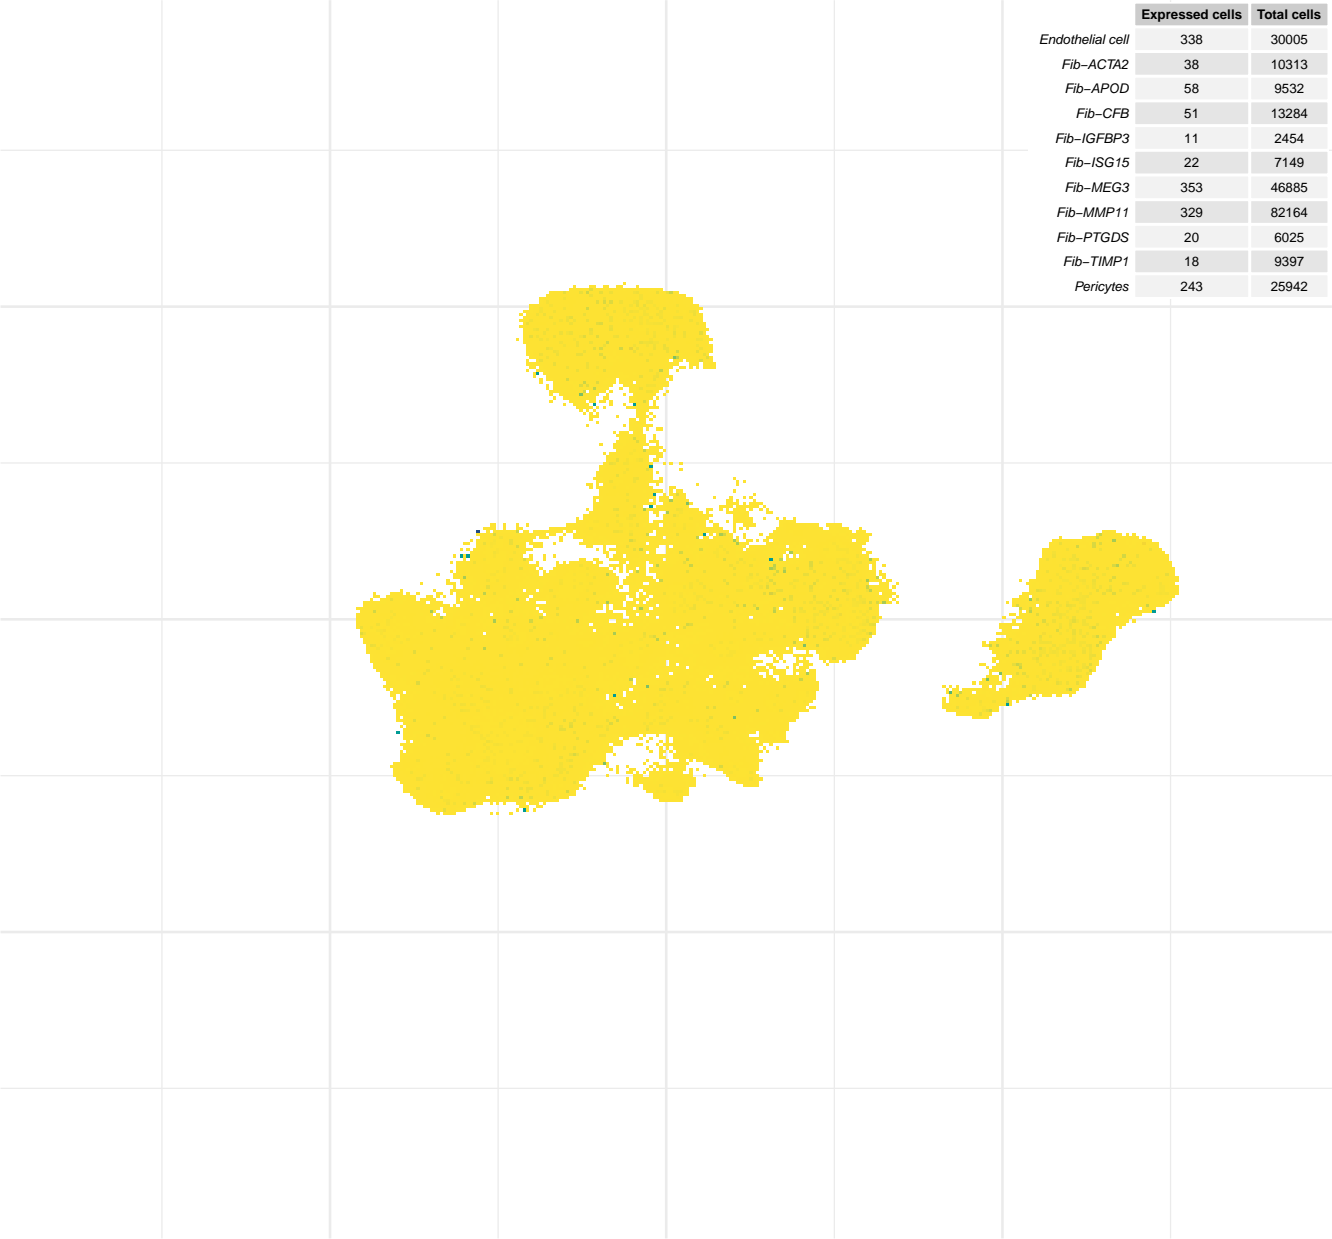 Expressed cells Total cells
Endothelial cell 338 30005
Fib−ACTA2 38 10313
Fib−APOD 58 9532
Fib−CFB 51 13284
Fib−IGFBP3 11 2454
Fib−ISG15 22 7149
Fib−MEG3 353 46885
Fib−MMP11 329 82164
Fib−PTGDS 20 6025
Fib−TIMP1 18 9397
Pericytes 243 25942